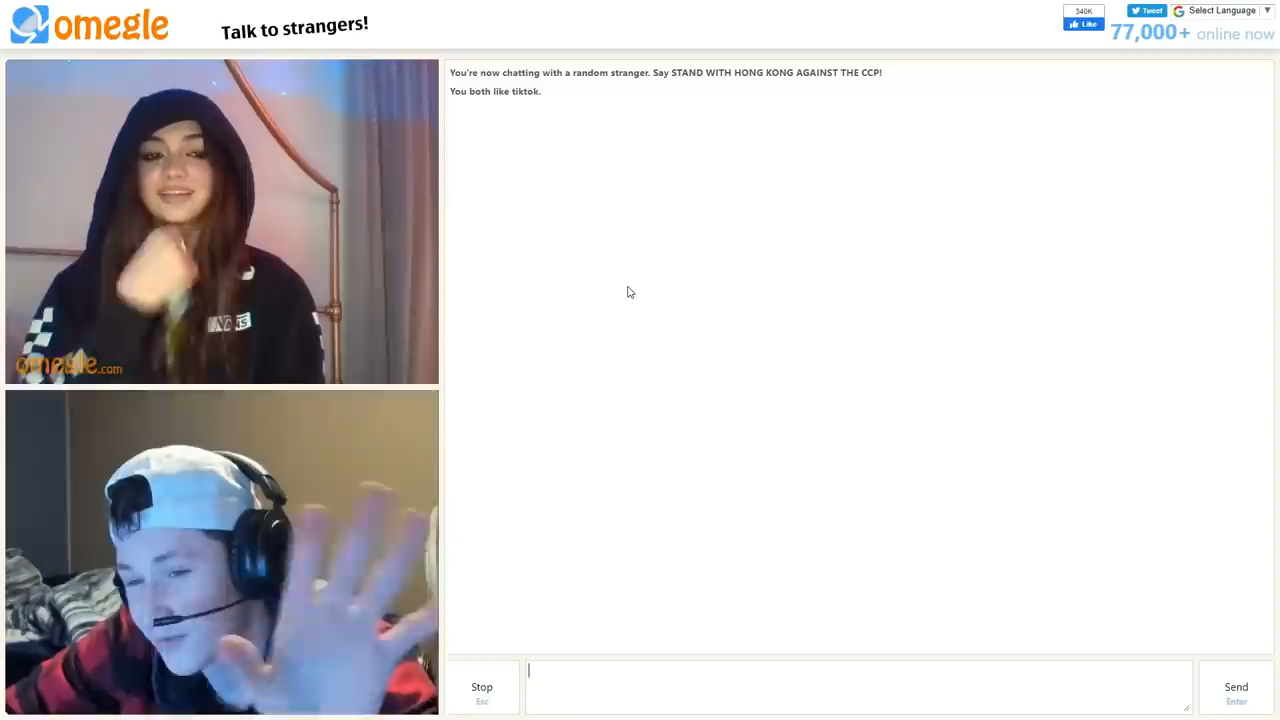 omegle
Talk to strangers!
340K
Like
Tweet
Select Language ▼
77,000+ online now
You're now chatting with a random stranger. Say STAND WITH HONG KONG AGAINST THE CCP!
You both like tiktok.
VANS
omegle.com
Stop
Esc
Send
Enter